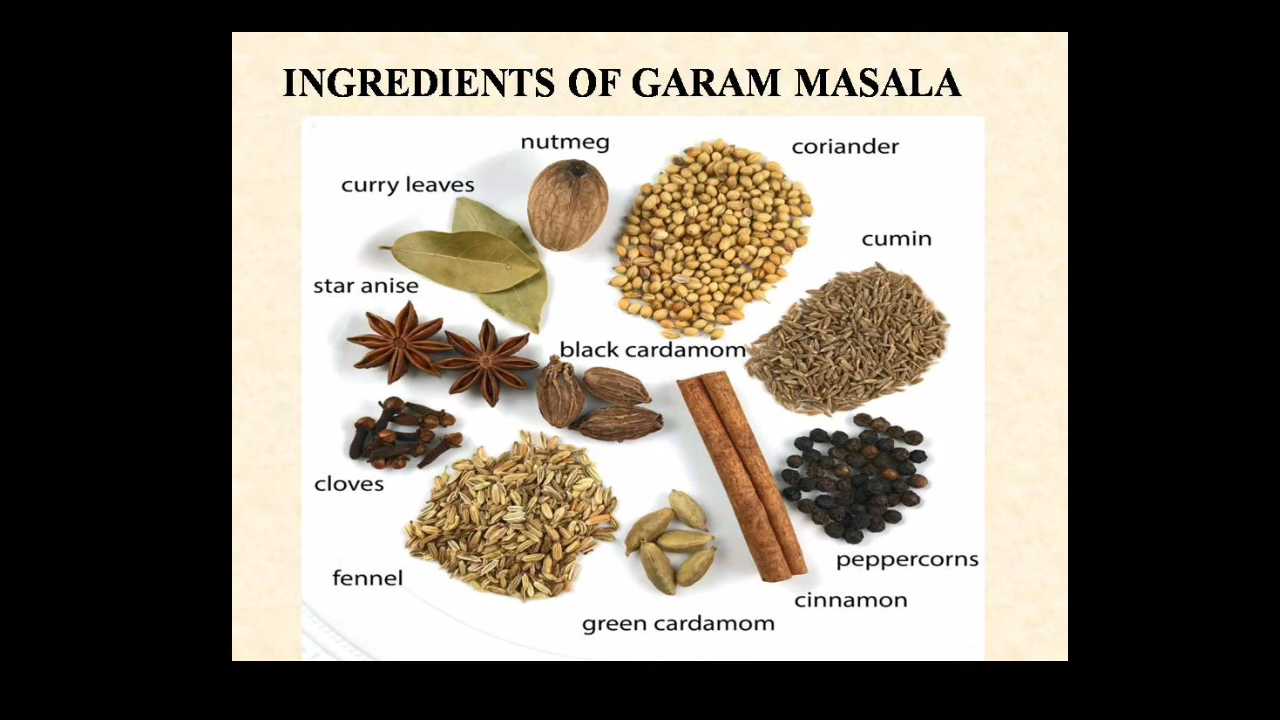 INGREDIENTS OF GARAM MASALA
nutmeg
coriander
curry leaves
cumin
star anise
black cardamom
cloves
peppercorns
fennel
cinnamon
green cardamom